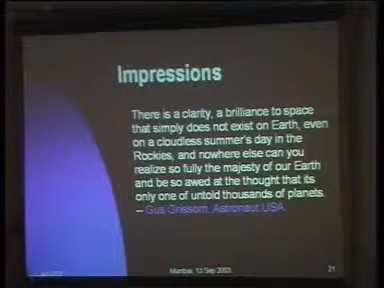 Impressions
There is a clarity, a brilliance to space
that simply does not exist on Earth, even
on a cloudless summer's day in the
Rockies, and nowhere else can you
realize so fully the majesty of our Earth
and be so awed at the thought that its
only one of untold thousands of planets.
– Gus Grissom, Astronaut USA.
Mumbai, 13 Sep 2003
21